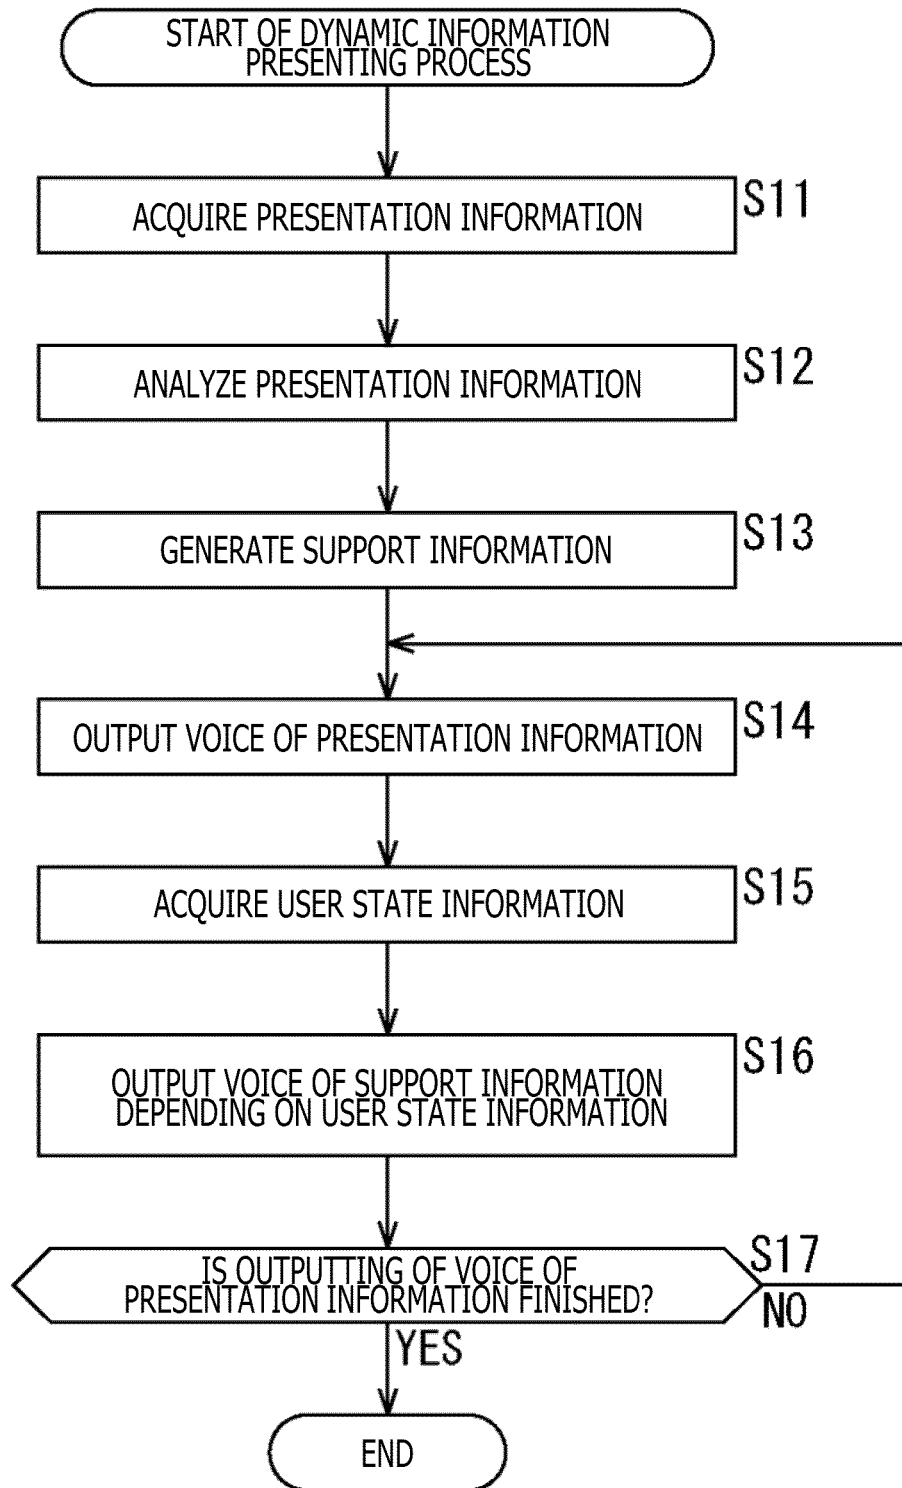 START OF DYNAMIC INFORMATION
PRESENTING PROCESS
S11
ACQUIRE PRESENTATION INFORMATION
S12
ANALYZE PRESENTATION INFORMATION
S13
GENERATE SUPPORT INFORMATION
S14
OUTPUT VOICE OF PRESENTATION INFORMATION
S15
ACQUIRE USER STATE INFORMATION
S16
OUTPUT VOICE OF SUPPORT INFORMATION
DEPENDING ON USER STATE INFORMATION
S17
IS OUTPUTTING OF VOICE OF
PRESENTATION INFORMATION FINISHED?
NO
YES
END